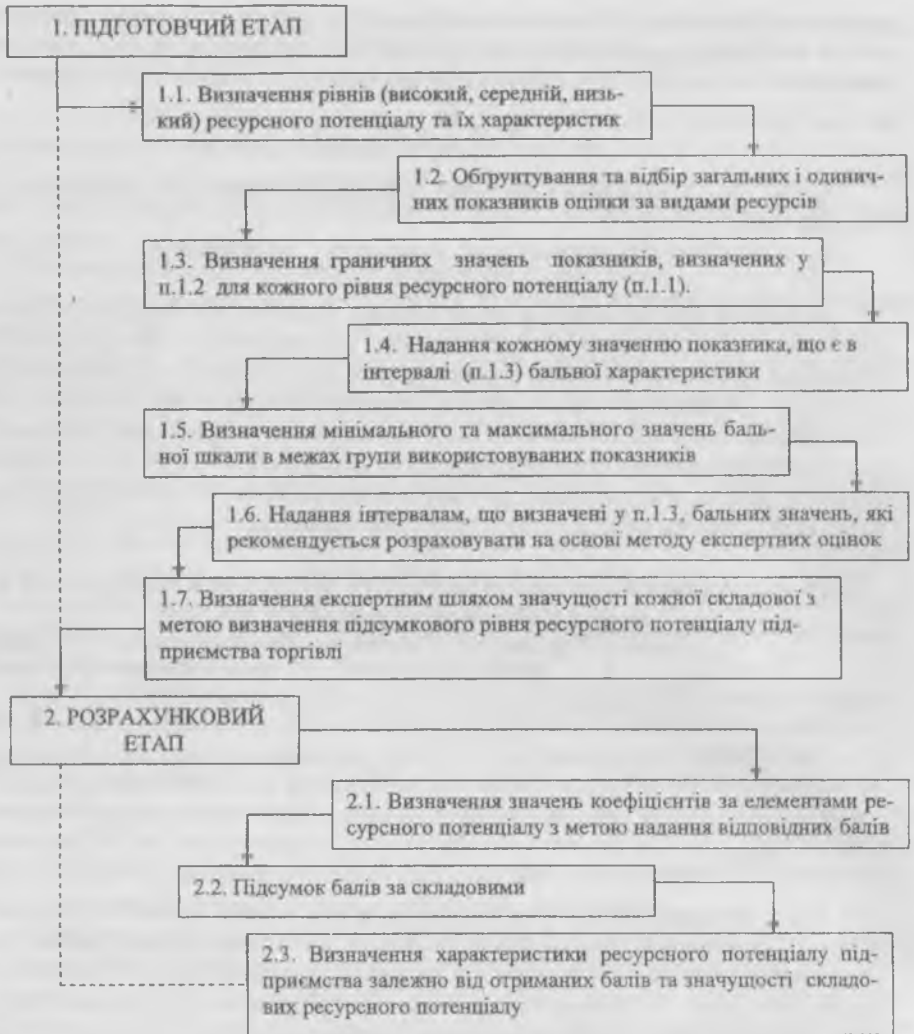 1. ПІДГОТОВЧИЙ ЕТАП
1.1. Визначення рівнів (високий, середній, низь-
кий) ресурсного потенціалу та їх характеристик
1.2. Обґрунтування та відбір загальних і одинич-
них показників оцінки за видами ресурсів
1.3. Визначення граничних значень показників, визначених у
п.1.2 для кожного рівня ресурсного потенціалу (п.1.1).
1.4. Надання кожному значенню показника, що є в
інтервалі (п.1.3) бальної характеристики
1.5. Визначення мінімального та максимального значень баль-
ної шкали в межах групи використовуваних показників
1.6. Надання інтервалам, що визначені у п.1.3, бальних значень, які
рекомендується розраховувати на основі методу експертних оцінок
1.7. Визначення експертним шляхом значущості кожної складової з
метою визначення підсумкового рівня ресурсного потенціалу під-
приємства торгівлі
2. РОЗРАХУНКОВИЙ
ЕТАП
2.1. Визначення значень коефіцієнтів за елементами ре-
сурсного потенціалу з метою надання відповідних балів
2.2. Підсумок балів за складовими
2.3. Визначення характеристики ресурсного потенціалу під-
приємства залежно від отриманих балів та значущості складо-
вих ресурсного потенціалу